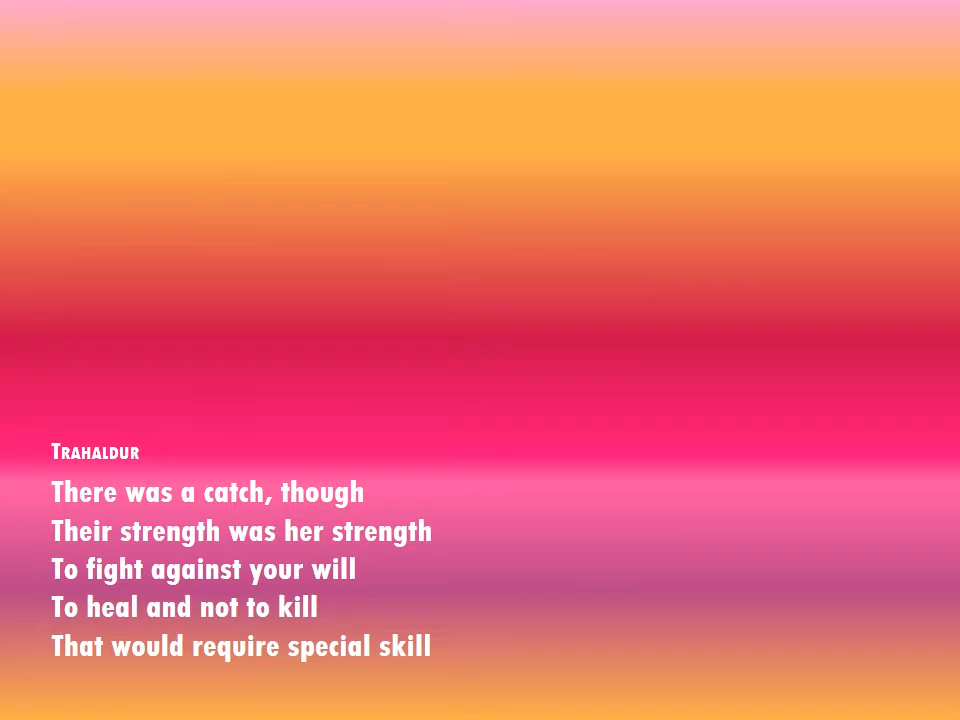 Trahaldur
There was a catch, though
Their strength was her strength
To fight against your will
To heal and not to kill
That would require special skill